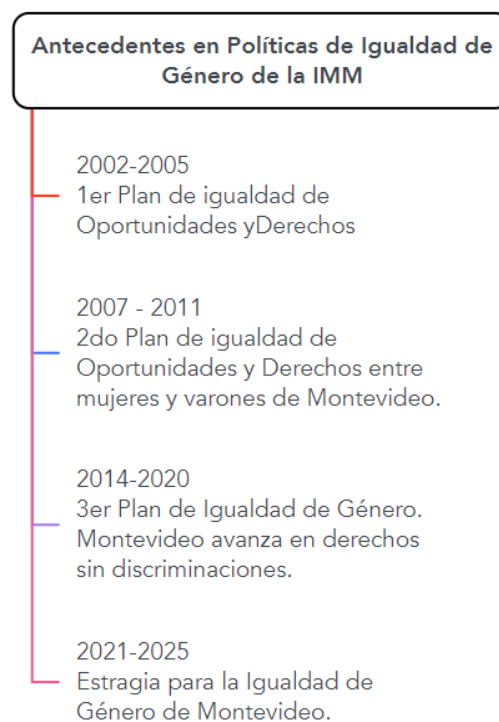 Antecedentes en Políticas de Igualdad de
Género de la IMM
2002-2005
1er Plan de igualdad de
Oportunidades yDerechos
2007 - 2011
2do Plan de igualdad de
Oportunidades y Derechos entre
mujeres y varones de Montevideo.
2014-2020
3er Plan de Igualdad de Género.
Montevideo avanza en derechos
sin discriminaciones.
2021-2025
Estragia para la Igualdad de
Género de Montevideo.